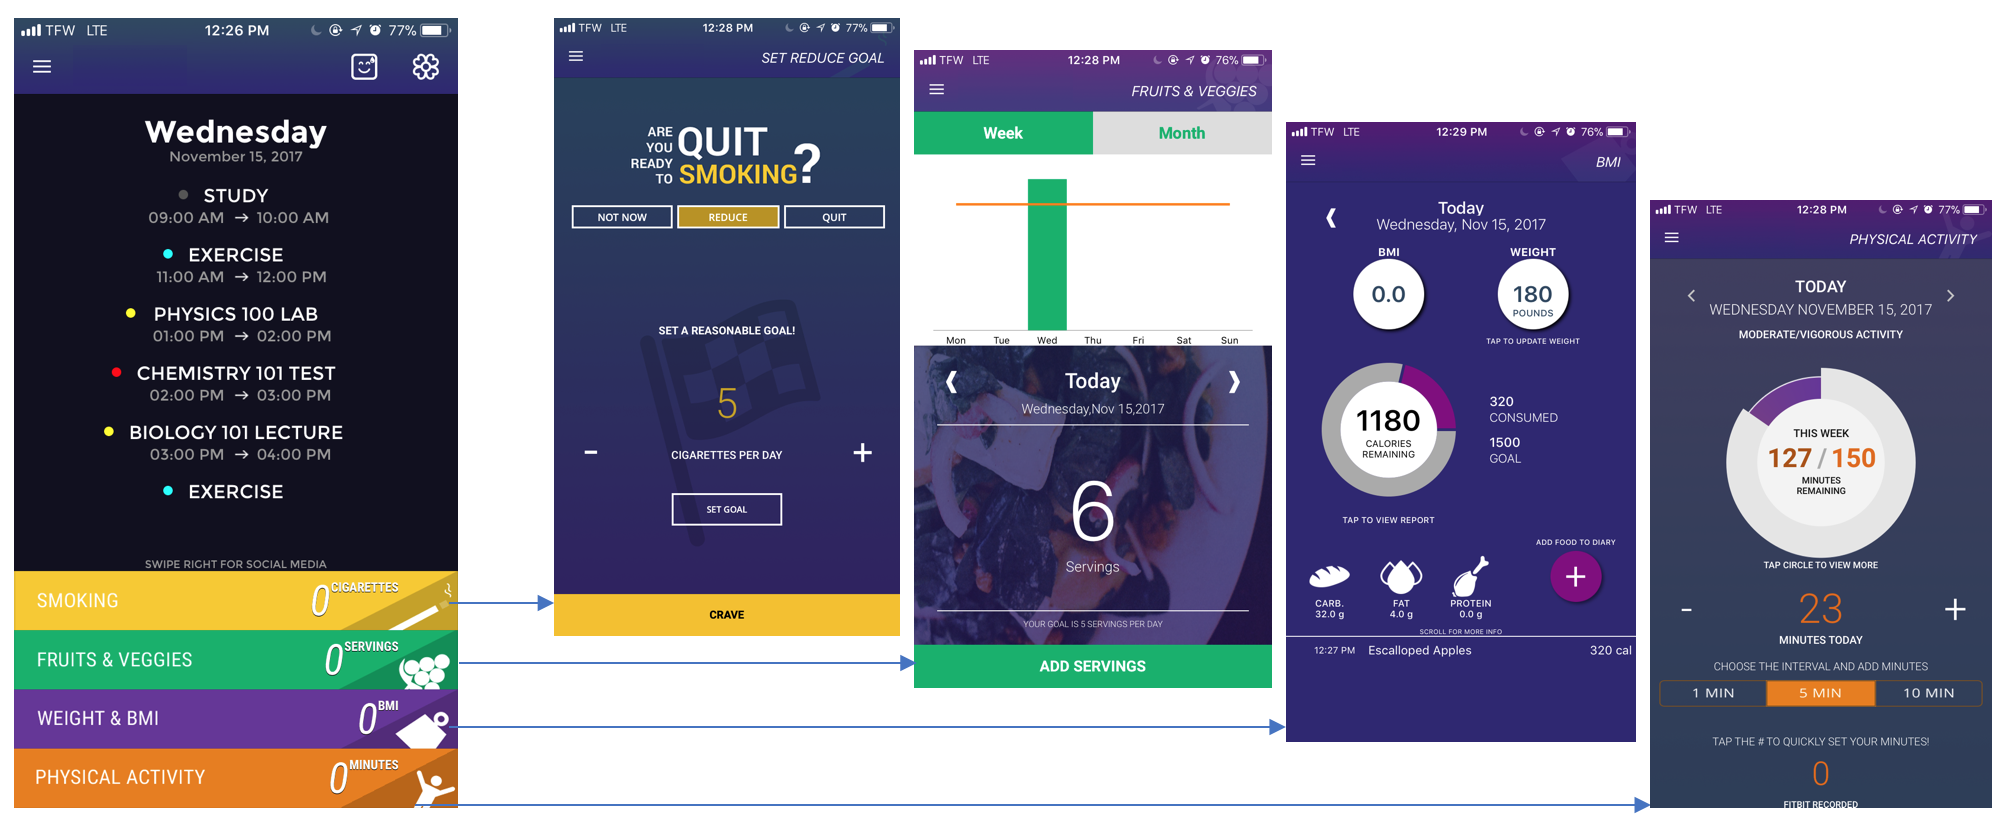 TFW LTE 12:26 PM 77%
Wednesday
November 15, 2017
STUDY
09:00 AM → 10:00 AM
EXERCISE
11:00 AM → 12:00 PM
PHYSICS 100 LAB
01:00 PM → 02:00 PM
CHEMISTRY 101 TEST
02:00 PM → 03:00 PM
BIOLOGY 101 LECTURE
03:00 PM → 04:00 PM
EXERCISE
SWIPE RIGHT FOR SOCIAL MEDIA
SMOKING 0 CIGARETTES
FRUITS & VEGGIES 0 SERVINGS
WEIGHT & BMI 0 BMI
PHYSICAL ACTIVITY 0 MINUTES
TFW LTE 12:28 PM 77%
SET REDUCE GOAL
ARE YOU READY TO QUIT SMOKING?
NOT NOW REDUCE QUIT
SET A REASONABLE GOAL!
5
- CIGARETTES PER DAY +
SET GOAL
CRAVE
TFW LTE 12:28 PM 76%
FRUITS & VEGGIES
Week Month
Mon Tue Wed Thu Fri Sat Sun
Today
Wednesday,Nov 15,2017
6
Servings
YOUR GOAL IS 5 SERVINGS PER DAY
ADD SERVINGS
TFW LTE 12:29 PM 76%
BMI
Today
Wednesday, Nov 15, 2017
BMI WEIGHT
0.0 180
POUNDS
TAP TO UPDATE WEIGHT
1180
CALORIES
REMAINING
320
CONSUMED
1500
GOAL
TAP TO VIEW REPORT
ADD FOOD TO DIARY
+
CARB. FAT PROTEIN
32.0 g 4.0 g 0.0 g
SCROLL FOR MORE INFO
12:27 PM Escalloped Apples 320 cal
TFW LTE 12:28 PM 77%
PHYSICAL ACTIVITY
TODAY
WEDNESDAY NOVEMBER 15, 2017
MODERATE/VIGOROUS ACTIVITY
THIS WEEK
127 / 150
MINUTES
REMAINING
TAP CIRCLE TO VIEW MORE
- 23 +
MINUTES TODAY
CHOOSE THE INTERVAL AND ADD MINUTES
1 MIN 5 MIN 10 MIN
TAP THE # TO QUICKLY SET YOUR MINUTES!
0
FITBIT RECORDED